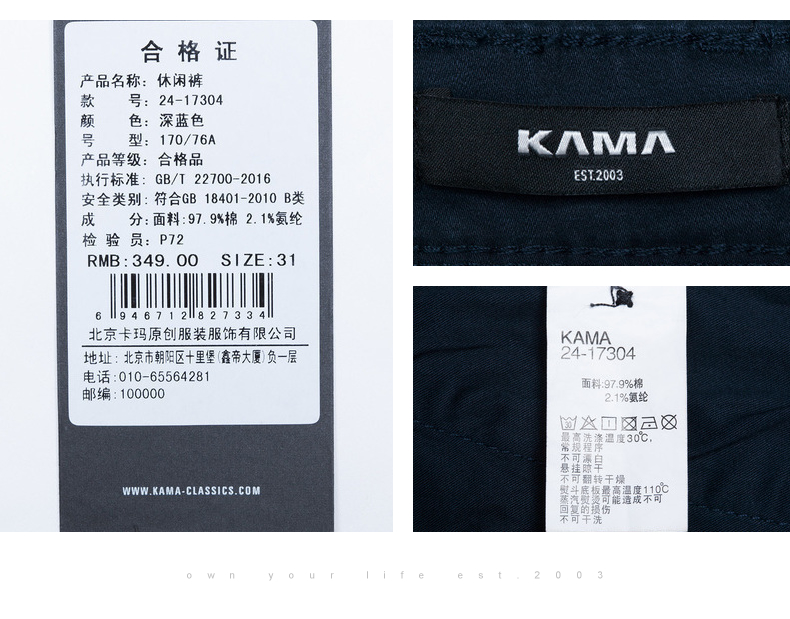 合格证
产品名称: 休闲裤
款 号: 24-17304
颜 色: 深蓝色
号 型: 170/76A
产品等级: 合格品
执行标准: GB/T 22700-2016
安全类别: 符合GB 18401-2010 B类
成 分: 面料:97.9%棉 2.1%氨纶
检 验 员: P72
RMB:349.00 SIZE:31
6 946712 827334
北京卡玛原创服装服饰有限公司
地址: 北京市朝阳区十里堡(鑫帝大厦)负一层
电话:010-65564281
邮编:100000
WWW.KAMA-CLASSICS.COM
KAMA
EST.2003
KAMA
24-17304
面料:97.9%棉
2.1%氨纶
30
最高洗涤温度30℃,
常规程序
不可漂白
悬挂晾干
不可翻转干燥
熨斗底板最高温度110℃
蒸汽熨烫可能造成不可
回复的损伤
不可干洗
own your life est.2003